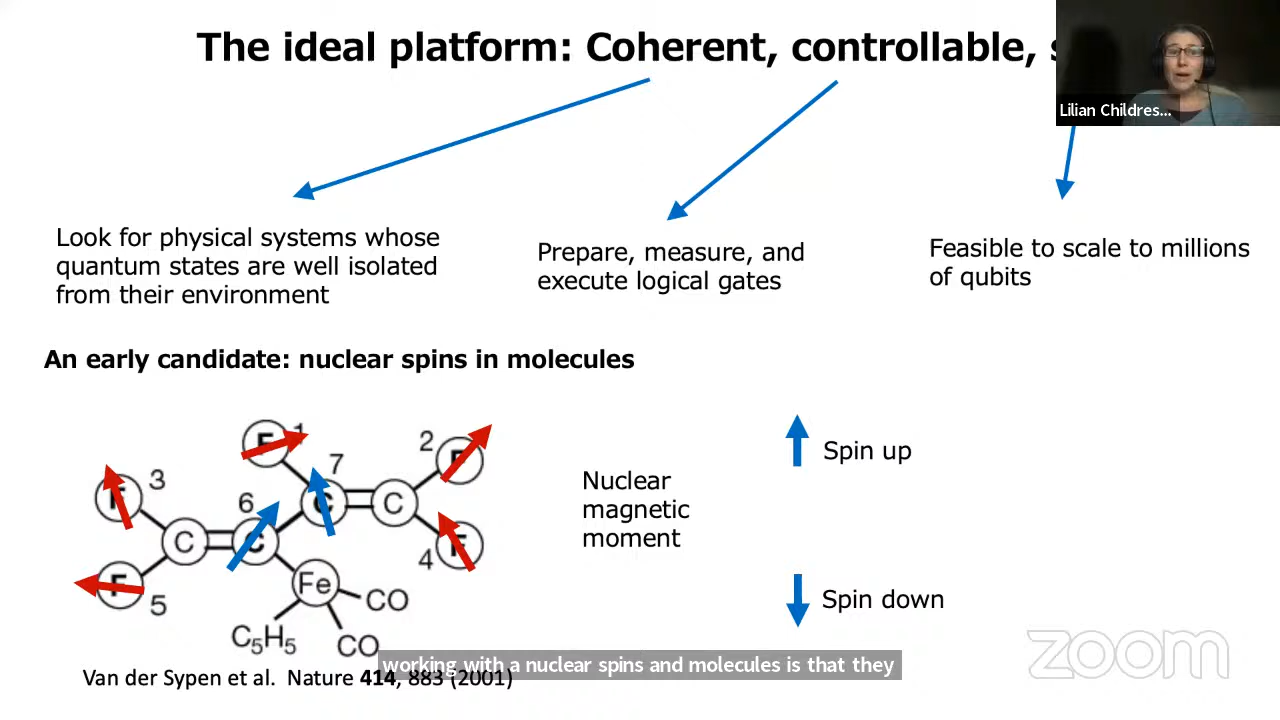 The ideal platform: Coherent, controllable,
Lilian Childres...
Look for physical systems whose
quantum states are well isolated
from their environment
Prepare, measure, and
execute logical gates
Feasible to scale to millions
of qubits
An early candidate: nuclear spins in molecules
F
1
2
F
3
7
F
6
C
C
C
C
4
F
F
5
Fe
CO
C₅H₅
CO
Nuclear
magnetic
moment
Spin up
Spin down
zoom
working with a nuclear spins and molecules is that they
Van der Sypen et al. Nature 414, 883 (2001)